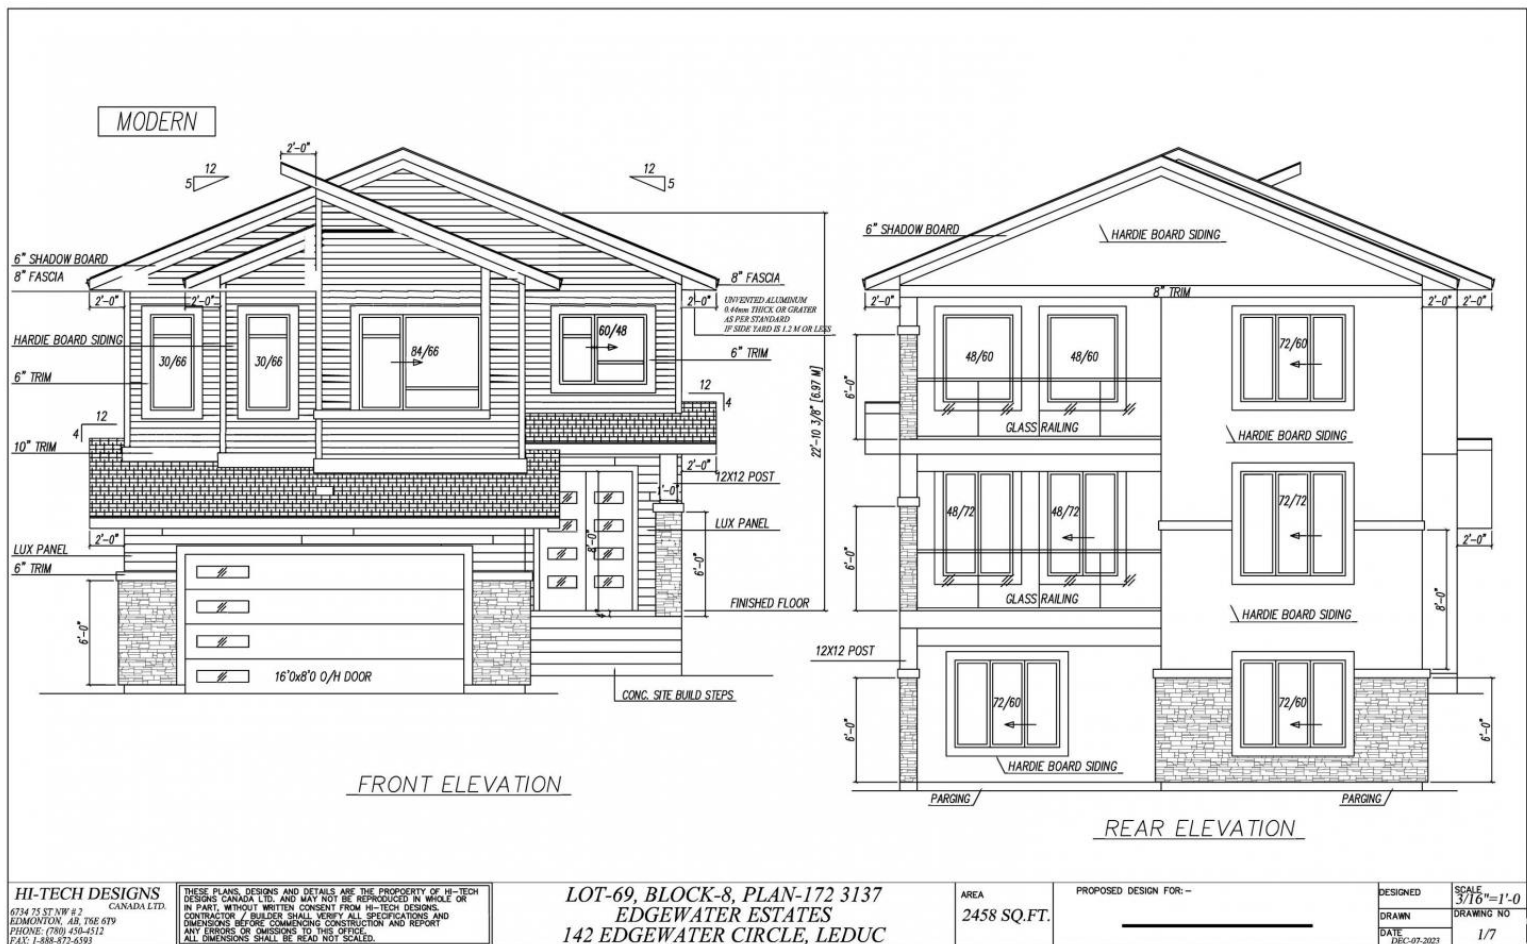 MODERN
2'-0"
12
5
12
5
6" SHADOW BOARD
8" FASCIA
2'-0"
2'-0"
8" FASCIA
2'-0"
UNVENTED ALUMINUM
0.44mm THICK OR GRATER
AS PER STANDARD
IF SIDE YARD IS 1.2 M OR LESS
HARDIE BOARD SIDING
30/66
30/66
84/66
60/48
6" TRIM
6" TRIM
12
4
12
4
10" TRIM
22'-10 3/8" [6.97 M]
2'-0"
12X12 POST
1'-0"
LUX PANEL
8'-0"
6'-0"
2'-0"
LUX PANEL
6" TRIM
6'-0"
FINISHED FLOOR
16'0x8'0 O/H DOOR
CONC. SITE BUILD STEPS
FRONT ELEVATION
6" SHADOW BOARD
HARDIE BOARD SIDING
2'-0"
8" TRIM
2'-0"
2'-0"
48/60
48/60
72/60
6'-0"
GLASS RAILING
HARDIE BOARD SIDING
48/72
48/72
72/72
6'-0"
2'-0"
GLASS RAILING
HARDIE BOARD SIDING
8'-0"
12X12 POST
72/60
72/60
6'-0"
6'-0"
HARDIE BOARD SIDING
PARGING
PARGING
REAR ELEVATION
HI-TECH DESIGNS
CANADA LTD.
6734 75 ST NW # 2
EDMONTON, AB, T6E 6T9
PHONE: (780) 450-4512
FAX: 1-888-872-6593
THESE PLANS, DESIGNS AND DETAILS ARE THE PROPOERTY OF HI-TECH
DESIGNS CANADA LTD. AND MAY NOT BE REPRODUCED IN WHOLE OR
IN PART, WITHOUT WRITTEN CONSENT FROM HI-TECH DESIGNS.
CONTRACTOR / BUILDER SHALL VERIFY ALL SPECIFICATIONS AND
DIMENSIONS BEFORE COMMENCING CONSTRUCTION AND REPORT
ANY ERRORS OR OMISSIONS TO THIS OFFICE.
ALL DIMENSIONS SHALL BE READ NOT SCALED.
LOT-69, BLOCK-8, PLAN-172 3137
EDGEWATER ESTATES
142 EDGEWATER CIRCLE, LEDUC
AREA
2458 SQ.FT.
PROPOSED DESIGN FOR:-
DESIGNED
DRAWN
DATE
DEC-07-2023
SCALE
3/16"=1'-0
DRAWING NO
1/7